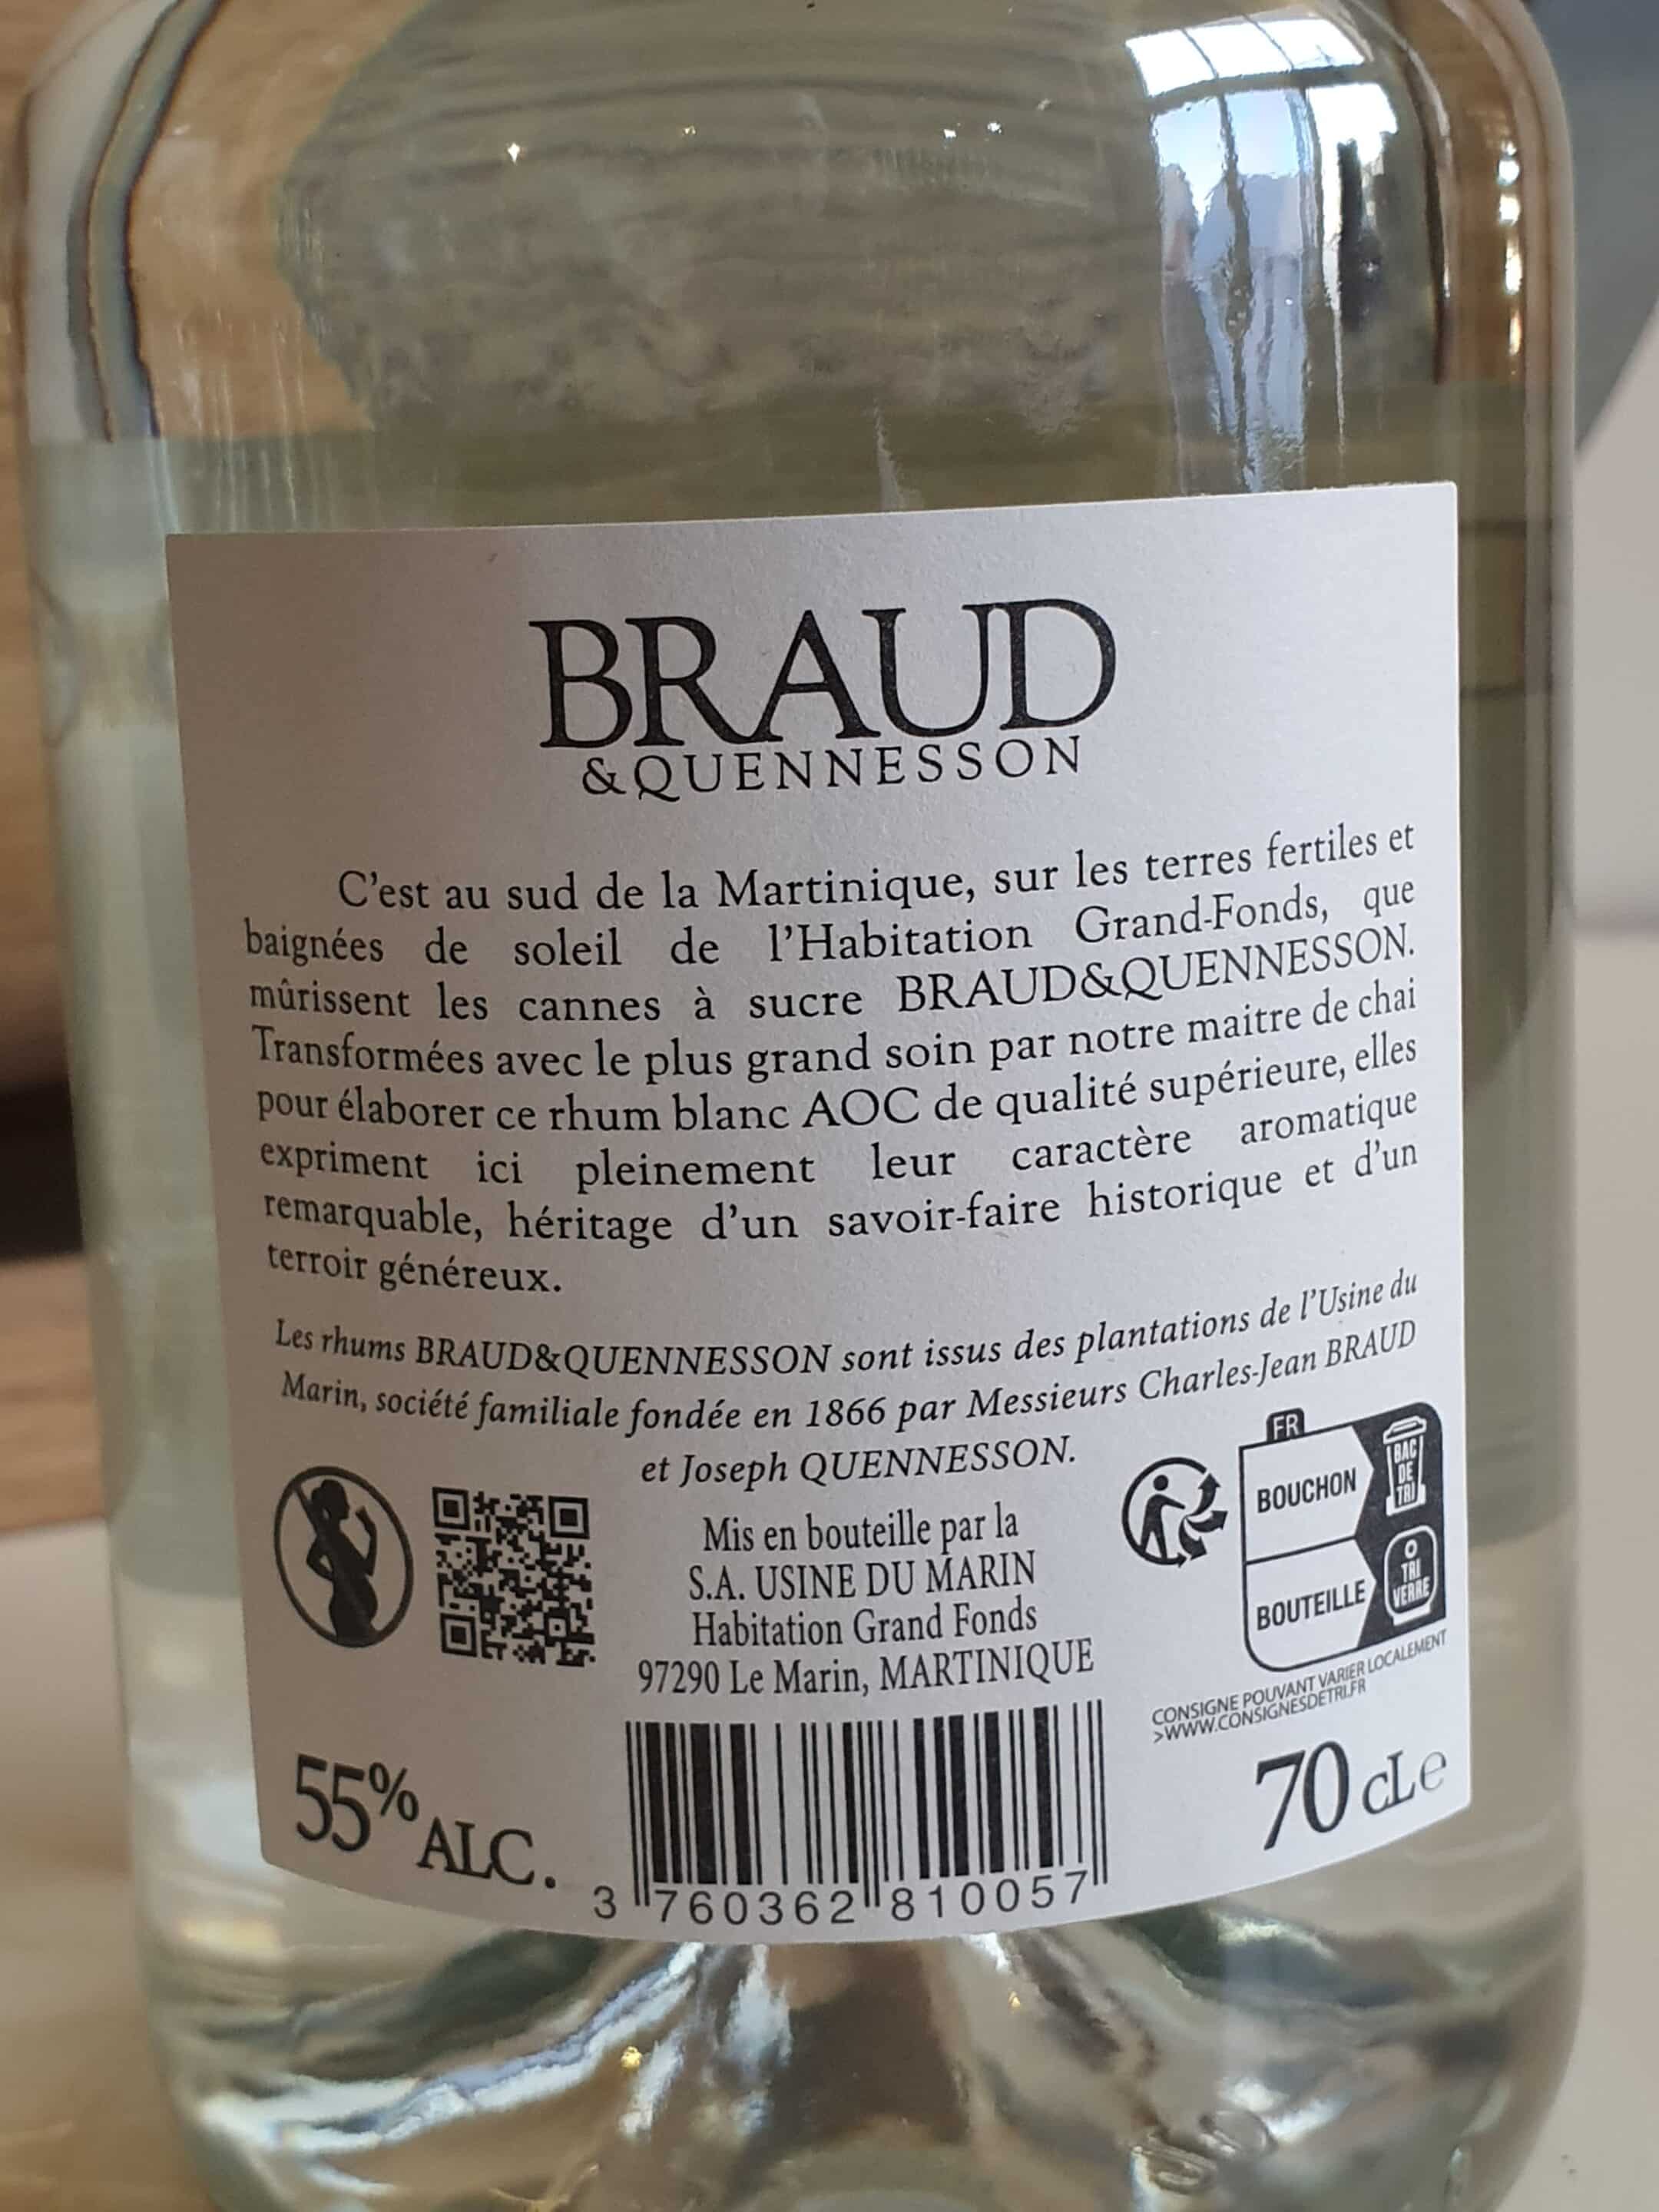 BRAUD
&QUENNESSON
C'est au sud de la Martinique, sur les terres fertiles et
baignées de soleil de l'Habitation Grand-Fonds, que
mûrissent les cannes à sucre BRAUD&QUENNESSON.
Transformées avec le plus grand soin par notre maitre de chai
pour élaborer ce rhum blanc AOC de qualité supérieure, elles
expriment ici pleinement leur caractère aromatique
remarquable, héritage d'un savoir-faire historique et d'un
terroir généreux.
Les rhums BRAUD&QUENNESSON sont issus des plantations de l'Usine du
Marin, société familiale fondée en 1866 par Messieurs Charles-Jean BRAUD
et Joseph QUENNESSON.
Mis en bouteille par la
S.A. USINE DU MARIN
Habitation Grand Fonds
97290 Le Marin, MARTINIQUE
FR
BOUCHON
BAC
DE
TRI
BOUTEILLE
TRI
VERRE
CONSIGNE POUVANT VARIER LOCALEMENT
>WWW.CONSIGNESDETRI.FR
55% ALC.
3 760362 810057
70 cLe